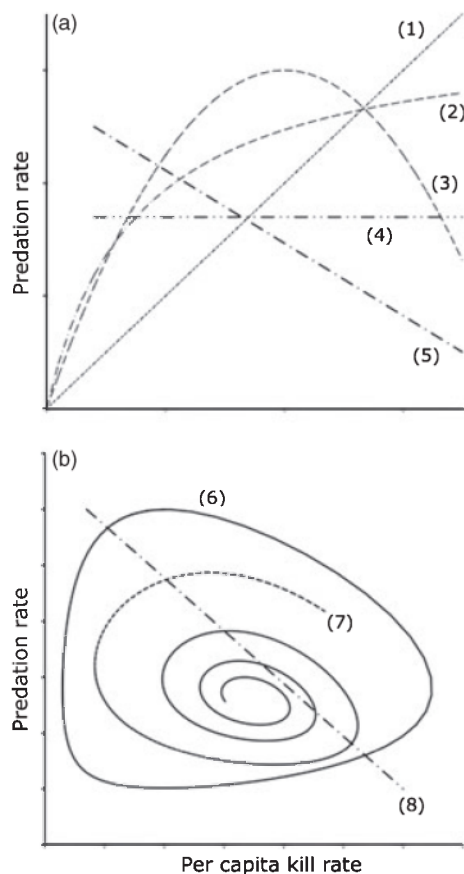 (a)
(1)
(2)
(3)
(4)
(5)
Predation rate
(b)
(6)
(7)
(8)
Predation rate
Per capita kill rate